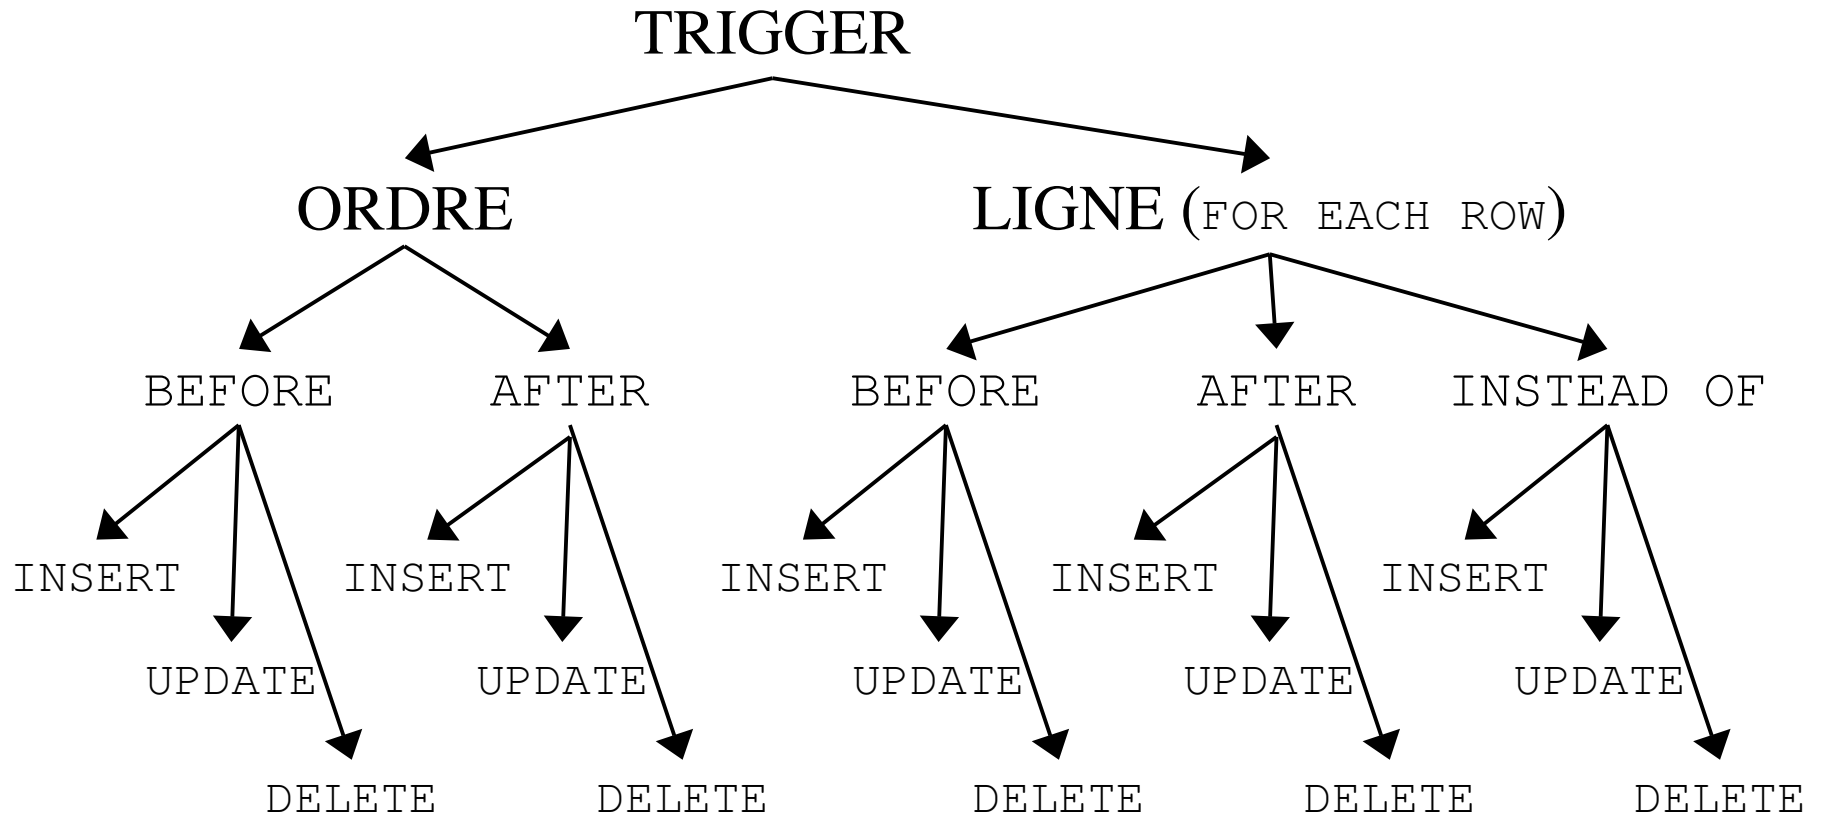 TRIGGER
ORDRE LIGNE (FOR EACH ROW)
BEFORE AFTER BEFORE AFTER INSTEAD OF
INSERT INSERT INSERT INSERT INSERT
UPDATE UPDATE UPDATE UPDATE UPDATE
DELETE DELETE DELETE DELETE DELETE